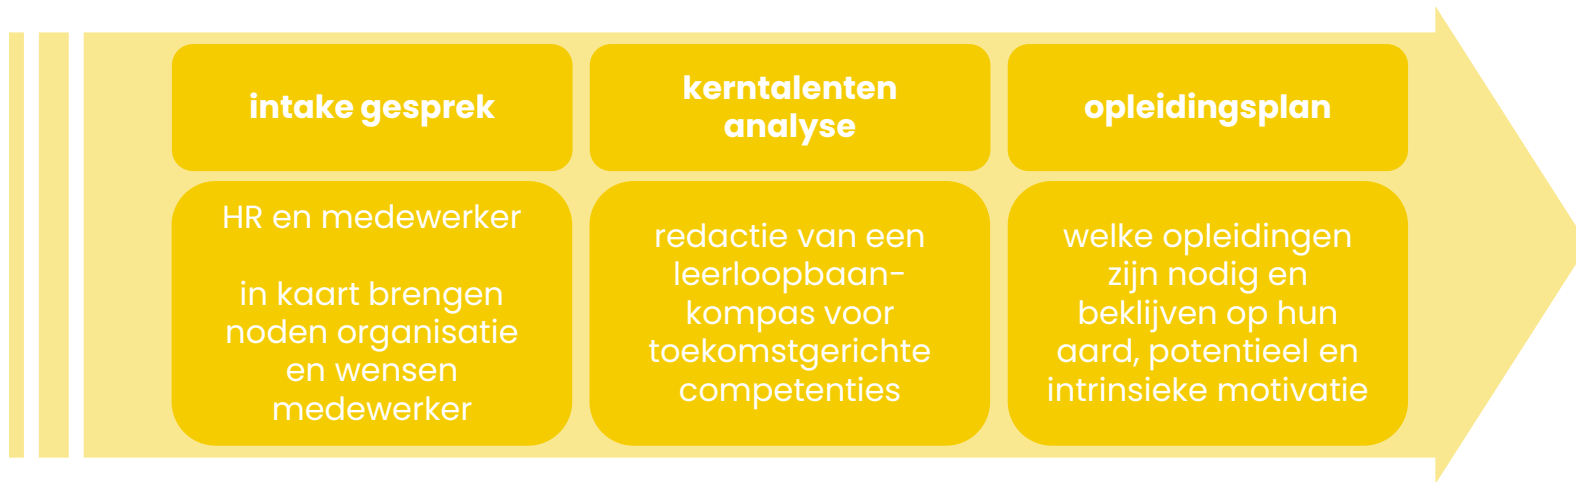 intake gesprek
HR en medewerker
in kaart brengen
noden organisatie
en wensen
medewerker
kerntalenten
analyse
redactie van een
leerloopbaan-
kompas voor
toekomstgerichte
competenties
opleidingsplan
welke opleidingen
zijn nodig en
beklijven op hun
aard, potentieel en
intrinsieke motivatie